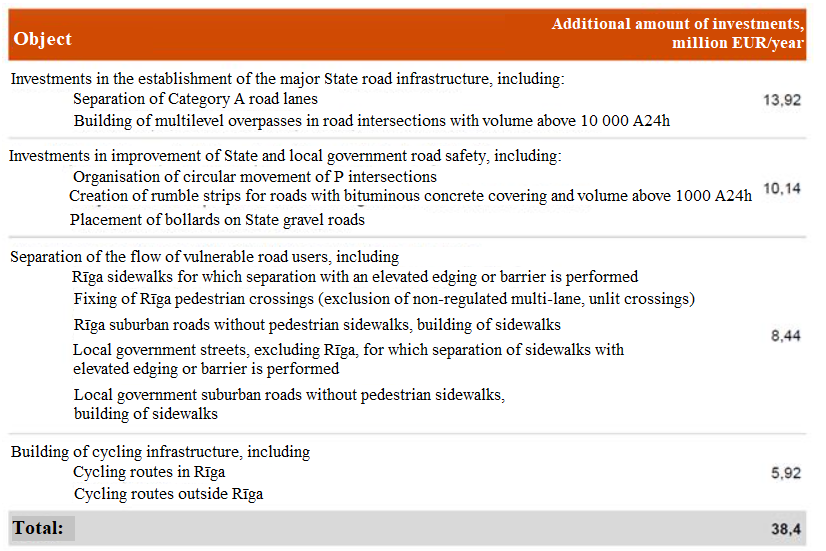 Object
Additional amount of investments,
million EUR/year
Investments in the establishment of the major State road infrastructure, including:
Separation of Category A road lanes
Building of multilevel overpasses in road intersections with volume above 10 000 A24h
13,92
Investments in improvement of State and local government road safety, including:
Organisation of circular movement of P intersections
Creation of rumble strips for roads with bituminous concrete covering and volume above 1000 A24h
Placement of bollards on State gravel roads
10,14
Separation of the flow of vulnerable road users, including
Rīga sidewalks for which separation with an elevated edging or barrier is performed
Fixing of Rīga pedestrian crossings (exclusion of non-regulated multi-lane, unlit crossings)
Rīga suburban roads without pedestrian sidewalks, building of sidewalks
Local government streets, excluding Rīga, for which separation of sidewalks with
elevated edging or barrier is performed
Local government suburban roads without pedestrian sidewalks,
building of sidewalks
8,44
Building of cycling infrastructure, including
Cycling routes in Rīga
Cycling routes outside Rīga
5,92
Total:
38,4